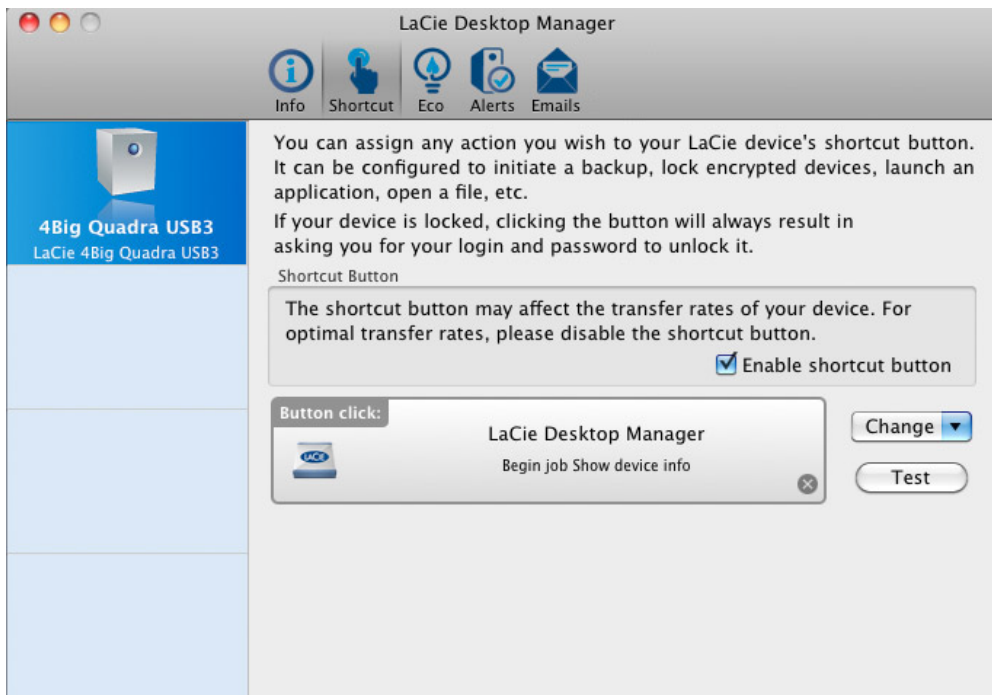 LaCie Desktop Manager
Info Shortcut Eco Alerts Emails
4Big Quadra USB3
LaCie 4Big Quadra USB3
You can assign any action you wish to your LaCie device's shortcut button.
It can be configured to initiate a backup, lock encrypted devices, launch an
application, open a file, etc.
If your device is locked, clicking the button will always result in
asking you for your login and password to unlock it.
Shortcut Button
The shortcut button may affect the transfer rates of your device. For
optimal transfer rates, please disable the shortcut button.
Enable shortcut button
Button click:
LACIE
LaCie Desktop Manager
Begin job Show device info
Change
Test